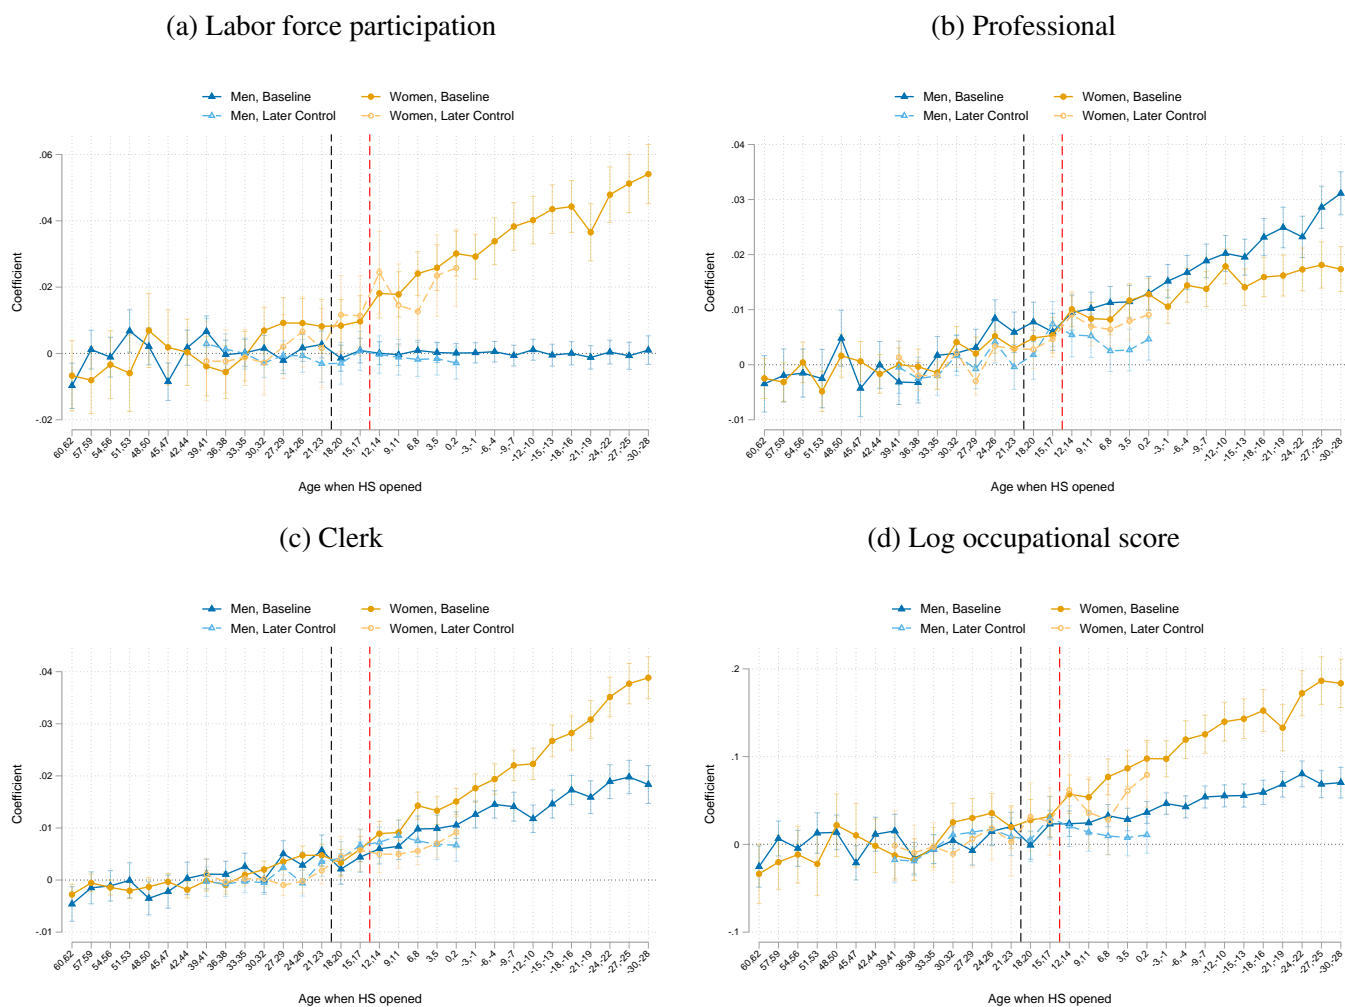 (a) Labor force participation
Men, Baseline
Women, Baseline
Men, Later Control
Women, Later Control
.06
.04
.02
0
-.02
Coefficient
60,62 57,59 54,56 51,53 48,50 45,47 42,44 39,41 36,38 33,35 30,32 27,29 24,26 21,23 18,20 15,17 12,14 9,11 6,8 3,5 0,2 -3,-1 -6,-4 -9,-7 -12,-10 -15,-13 -18,-16 -21,-19 -24,-22 -27,-25 -30,-28
Age when HS opened
(b) Professional
Men, Baseline
Women, Baseline
Men, Later Control
Women, Later Control
.04
.03
.02
.01
0
-.01
Coefficient
60,62 57,59 54,56 51,53 48,50 45,47 42,44 39,41 36,38 33,35 30,32 27,29 24,26 21,23 18,20 15,17 12,14 9,11 6,8 3,5 0,2 -3,-1 -6,-4 -9,-7 -12,-10 -15,-13 -18,-16 -21,-19 -24,-22 -27,-25 -30,-28
Age when HS opened
(c) Clerk
Men, Baseline
Women, Baseline
Men, Later Control
Women, Later Control
.04
.03
.02
.01
0
-.01
Coefficient
60,62 57,59 54,56 51,53 48,50 45,47 42,44 39,41 36,38 33,35 30,32 27,29 24,26 21,23 18,20 15,17 12,14 9,11 6,8 3,5 0,2 -3,-1 -6,-4 -9,-7 -12,-10 -15,-13 -18,-16 -21,-19 -24,-22 -27,-25 -30,-28
Age when HS opened
(d) Log occupational score
Men, Baseline
Women, Baseline
Men, Later Control
Women, Later Control
.2
.1
0
-.1
Coefficient
60,62 57,59 54,56 51,53 48,50 45,47 42,44 39,41 36,38 33,35 30,32 27,29 24,26 21,23 18,20 15,17 12,14 9,11 6,8 3,5 0,2 -3,-1 -6,-4 -9,-7 -12,-10 -15,-13 -18,-16 -21,-19 -24,-22 -27,-25 -30,-28
Age when HS opened